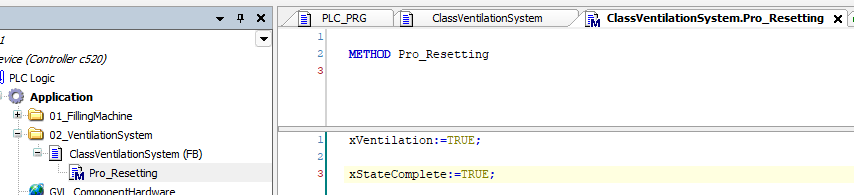 PLC_PRG
ClassVentilationSystem
ClassVentilationSystem.Pro_Resetting
evice (Controller c520)
PLC Logic
Application
01_FillingMachine
02_VentilationSystem
ClassVentilationSystem (FB)
Pro_Resetting
GVL_ComponentHardware
1
2 METHOD Pro_Resetting
3
1 xVentilation:=TRUE;
2
3 xStateComplete:=TRUE;